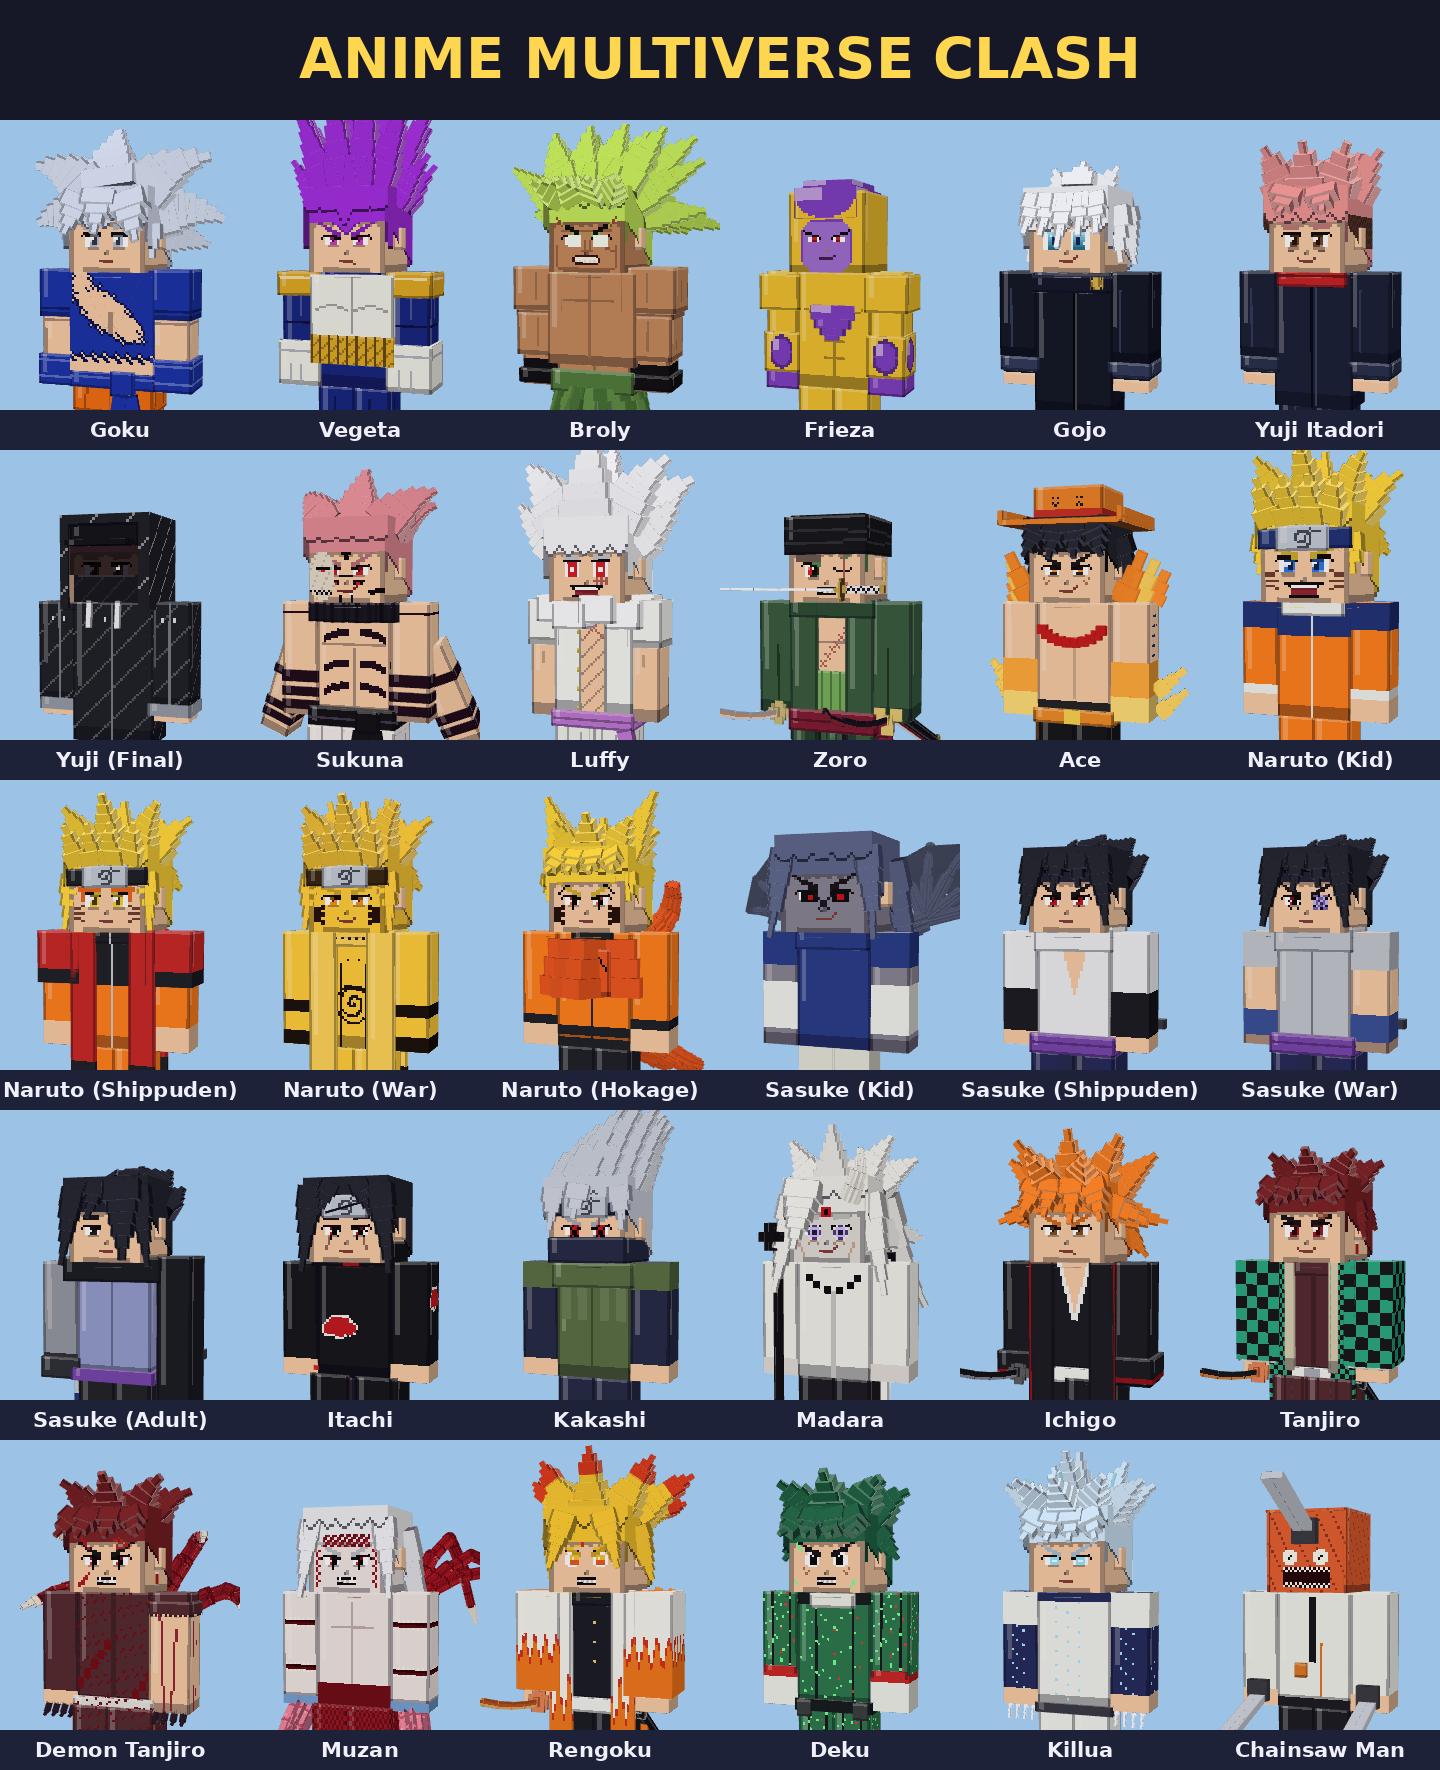 ANIME MULTIVERSE CLASH
Goku
Vegeta
Broly
Frieza
Gojo
Yuji Itadori
Yuji (Final)
Sukuna
Luffy
Zoro
Ace
Naruto (Kid)
Naruto (Shippuden)
Naruto (War)
Naruto (Hokage)
Sasuke (Kid)
Sasuke (Shippuden)
Sasuke (War)
Sasuke (Adult)
Itachi
Kakashi
Madara
Ichigo
Tanjiro
Demon Tanjiro
Muzan
Rengoku
Deku
Killua
Chainsaw Man